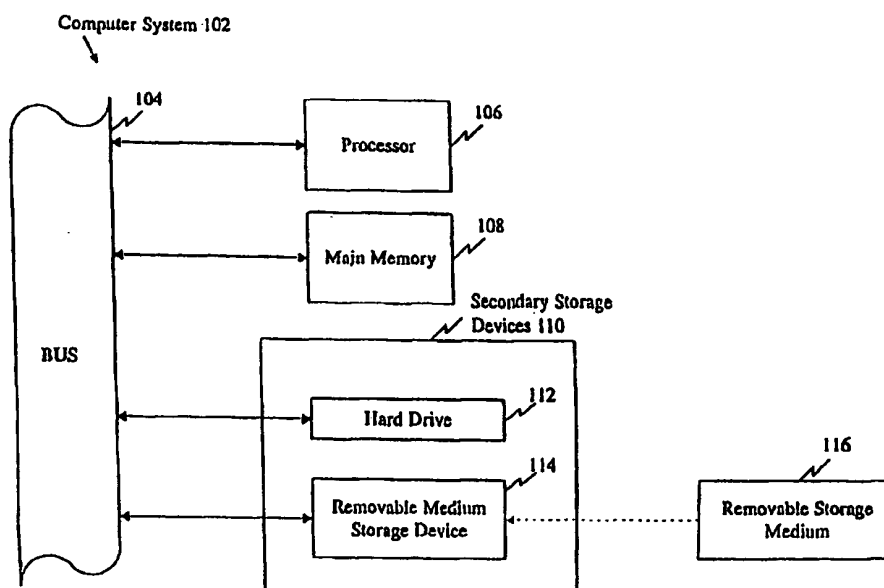 Computer System 102
104
106
Processor
108
Main Memory
Secondary Storage
Devices 110
BUS
112
Hard Drive
114
116
Removable Medium
Storage Device
Removable Storage
Medium